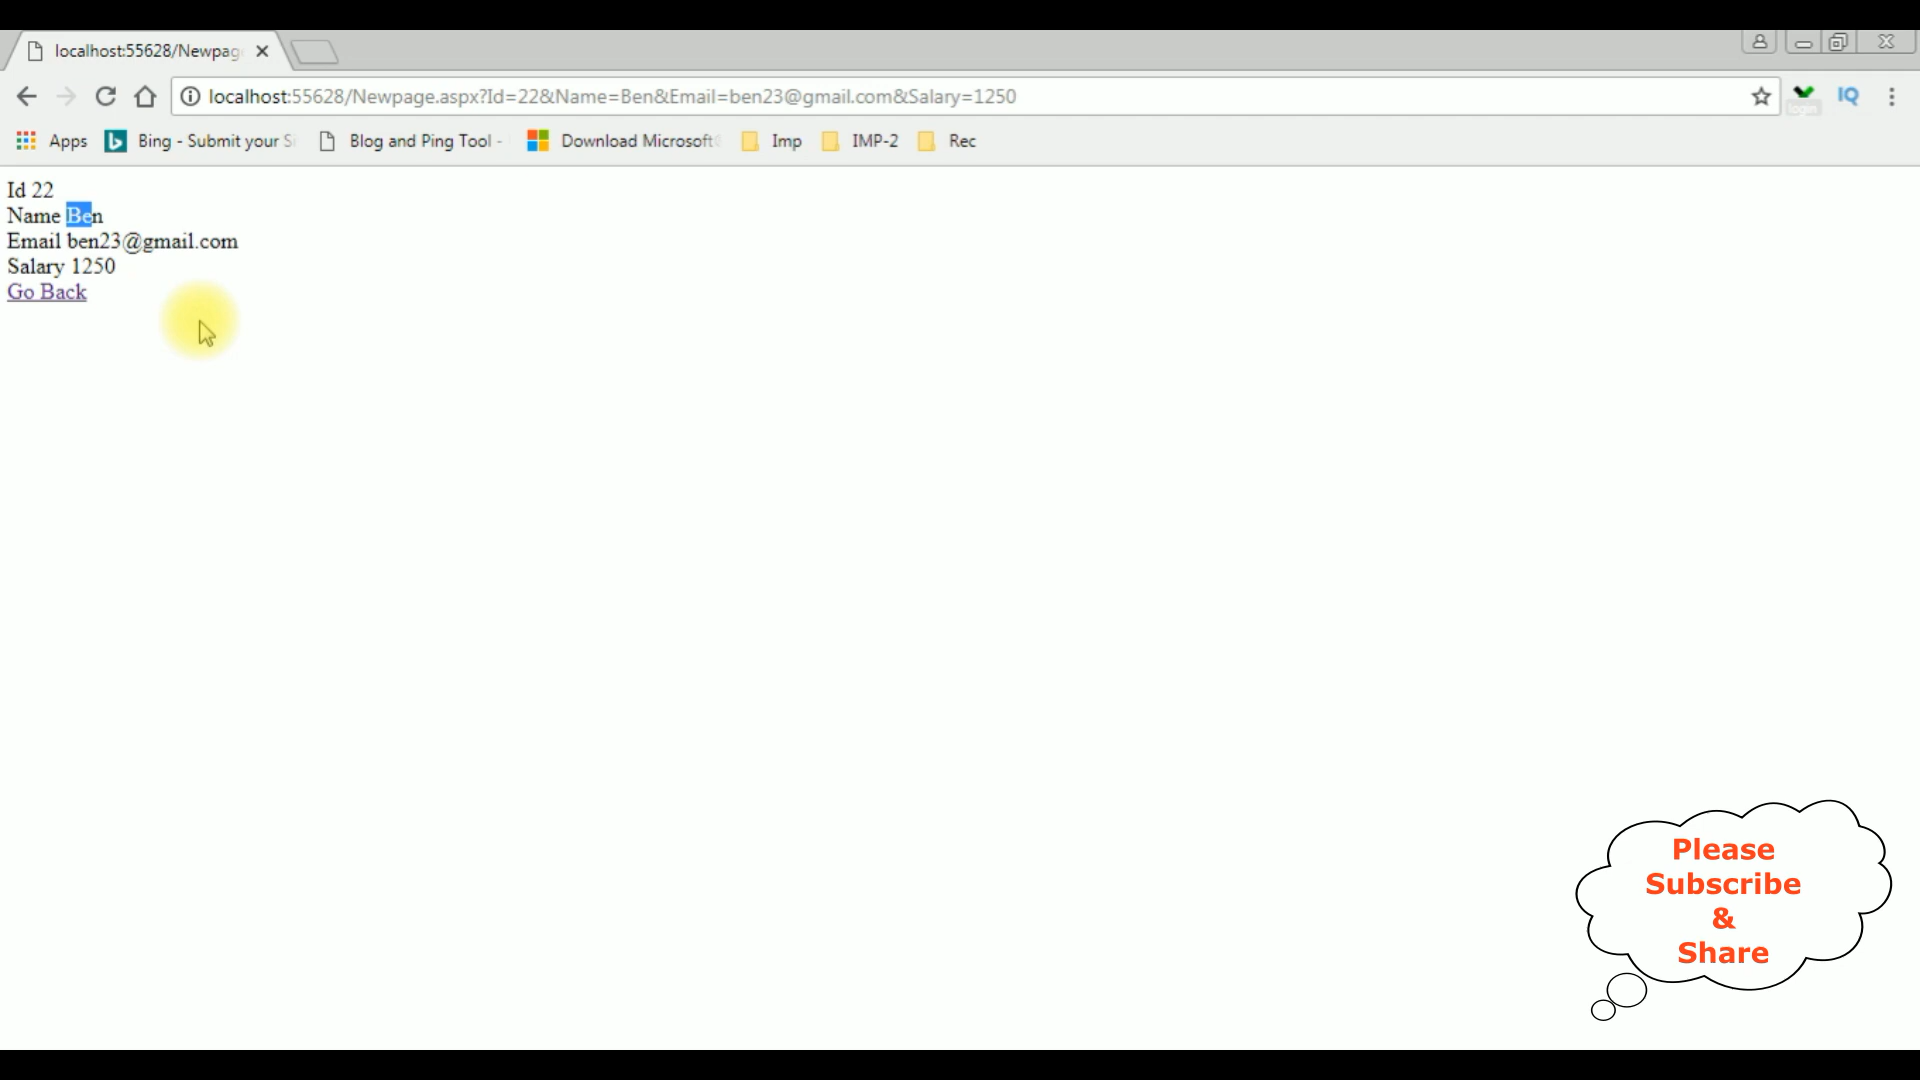 localhost:55628/Newpag
localhost:55628/Newpage.aspx?Id=22&Name=Ben&Email=ben23@gmail.com&Salary=1250
login
IQ
Apps
Bing - Submit your Si
Blog and Ping Tool -
Download Microsoft
Imp
IMP-2
Rec
Id 22
Name Ben
Email ben23@gmail.com
Salary 1250
Go Back
Please
Subscribe
&
Share